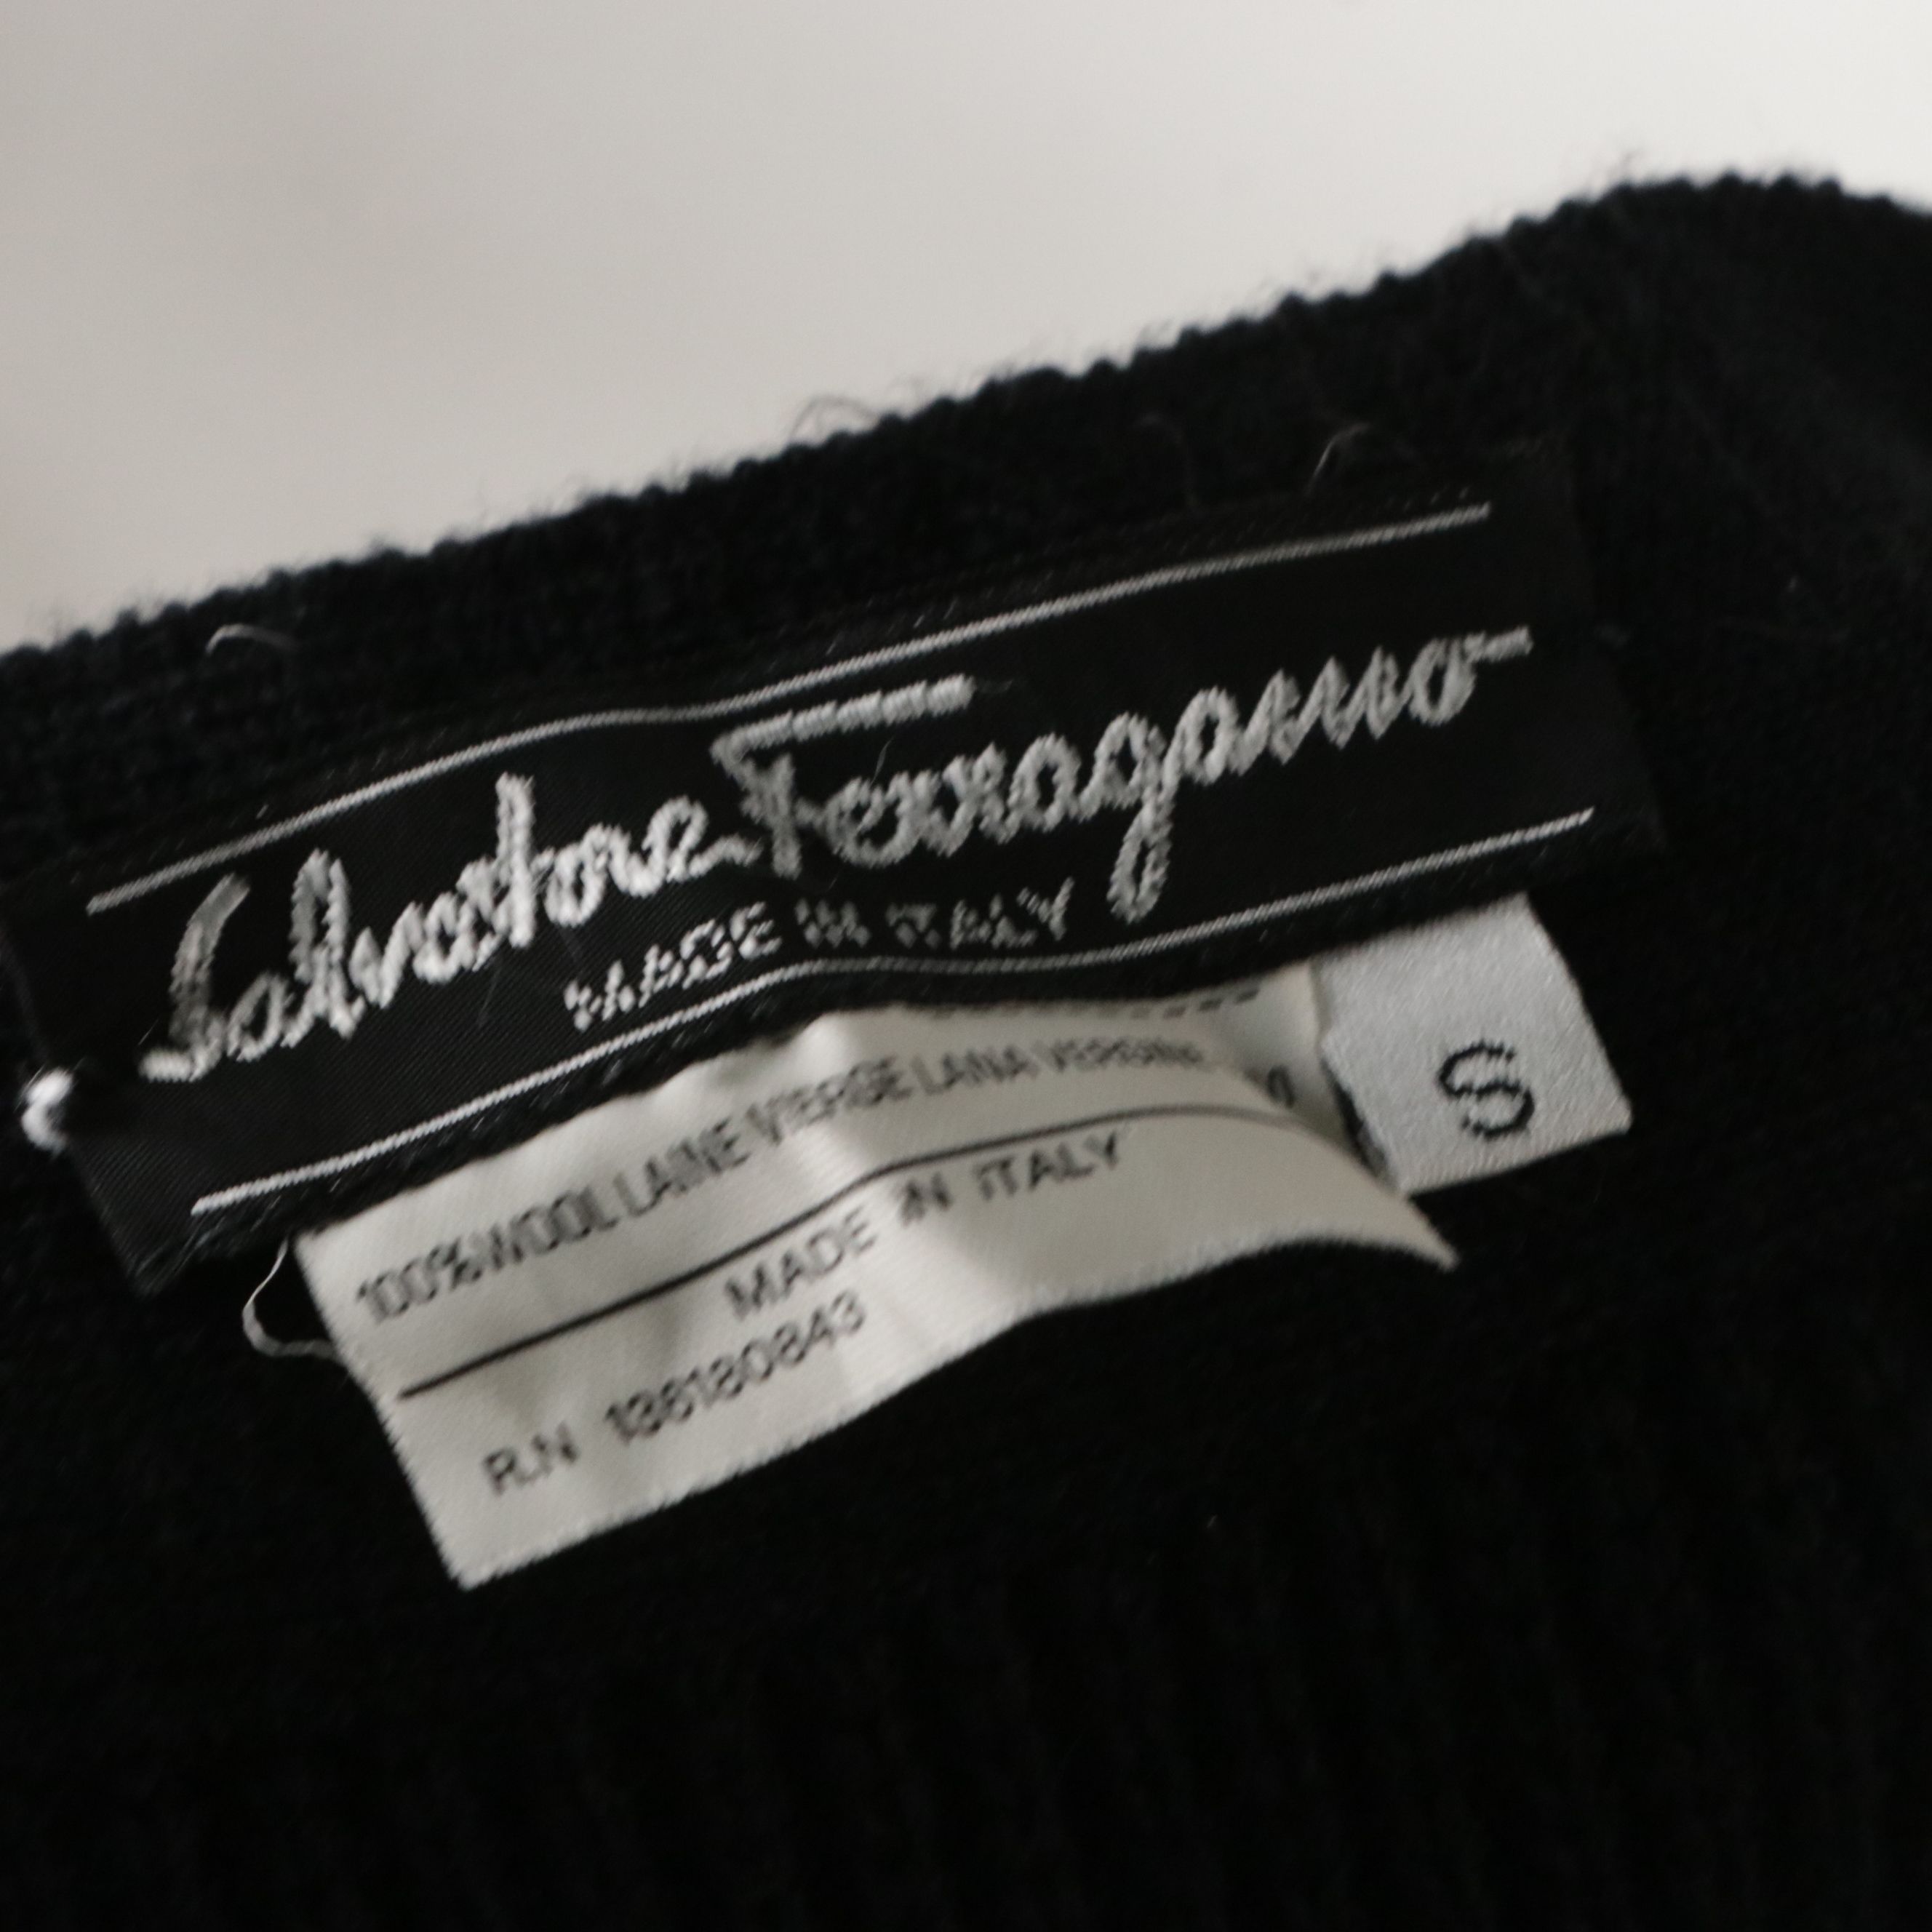 Salvatore Ferragamo
MADE IN ITALY
S
100% WOOL LAINE VIERGE LANA VERGINE
MADE IN ITALY
R.N 136180843